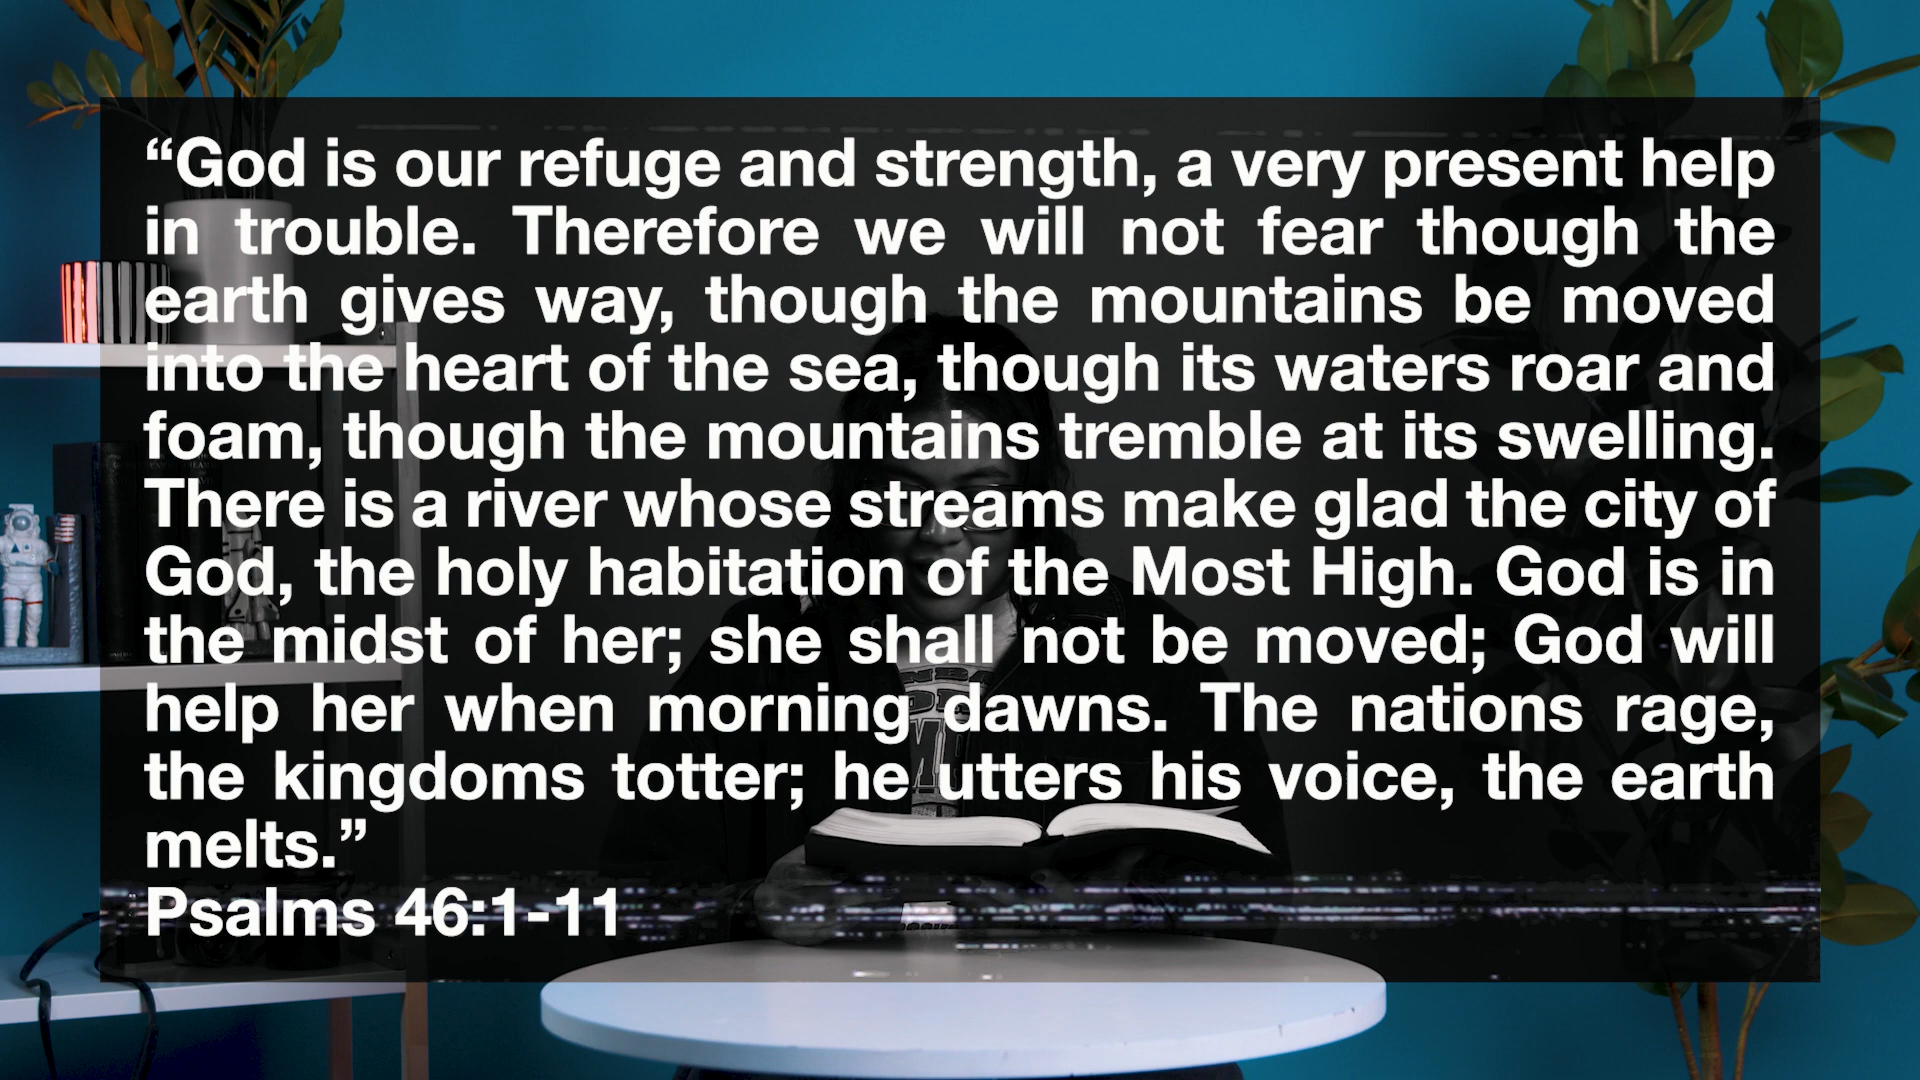 “God is our refuge and strength, a very present help
in trouble. Therefore we will not fear though the
earth gives way, though the mountains be moved
into the heart of the sea, though its waters roar and
foam, though the mountains tremble at its swelling.
There is a river whose streams make glad the city of
God, the holy habitation of the Most High. God is in
the midst of her; she shall not be moved; God will
help her when morning dawns. The nations rage,
the kingdoms totter; he utters his voice, the earth
melts.”
Psalms 46:1-11